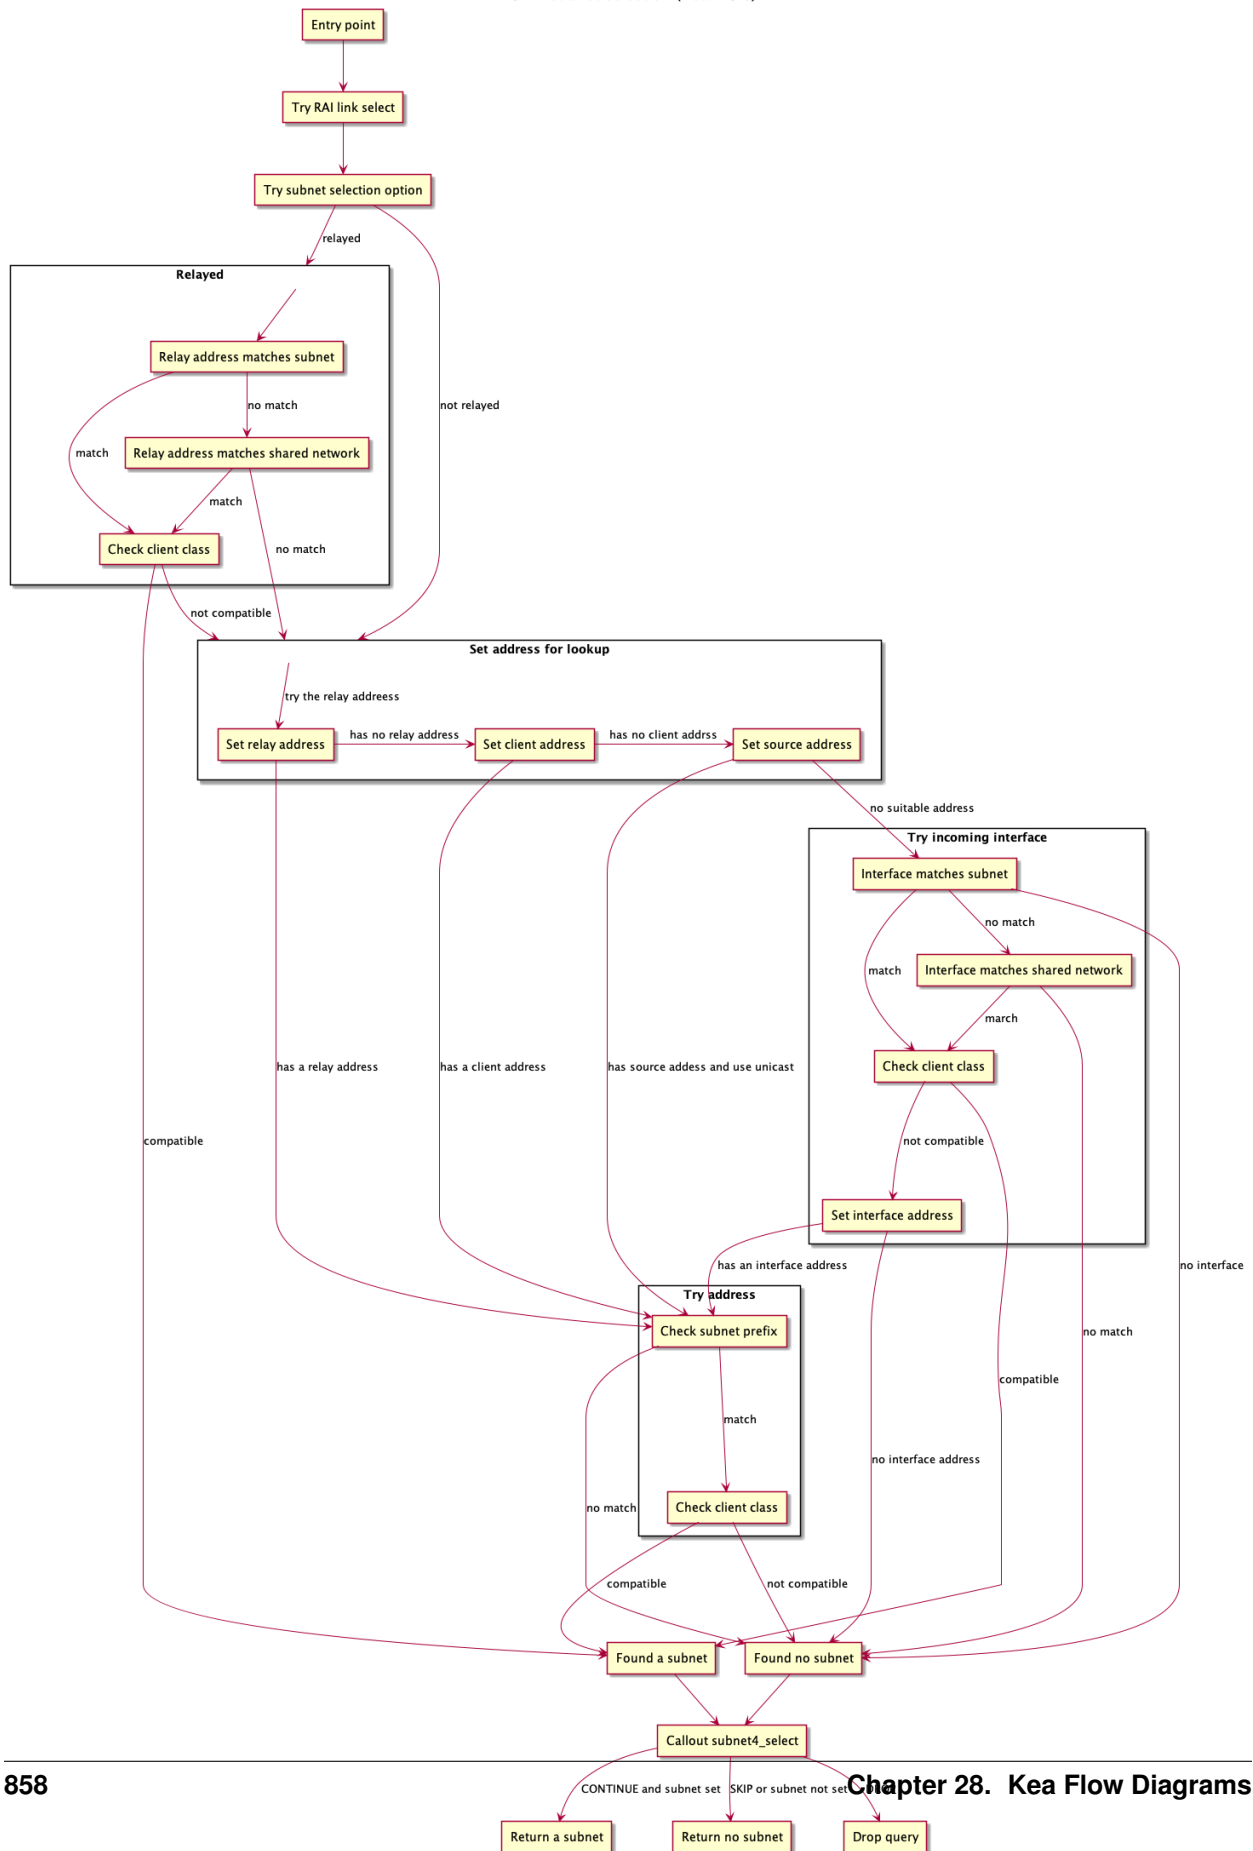 Entry point
Try RAI link select
Try subnet selection option
relayed
Relayed
not relayed
Relay address matches subnet
no match
match
Relay address matches shared network
match
no match
Check client class
not compatible
Set address for lookup
try the relay addreess
Set relay address
has no relay address
Set client address
has no client addrss
Set source address
no suitable address
Try incoming interface
Interface matches subnet
no match
match
Interface matches shared network
march
Check client class
has a relay address
has a client address
has source addess and use unicast
compatible
not compatible
Set interface address
has an interface address
no interface
Try address
Check subnet prefix
no match
compatible
match
no interface address
no match
Check client class
compatible
not compatible
Found a subnet
Found no subnet
Callout subnet4_select
858
Chapter 28. Kea Flow Diagrams
CONTINUE and subnet set
SKIP or subnet not set
Return a subnet
Return no subnet
Drop query